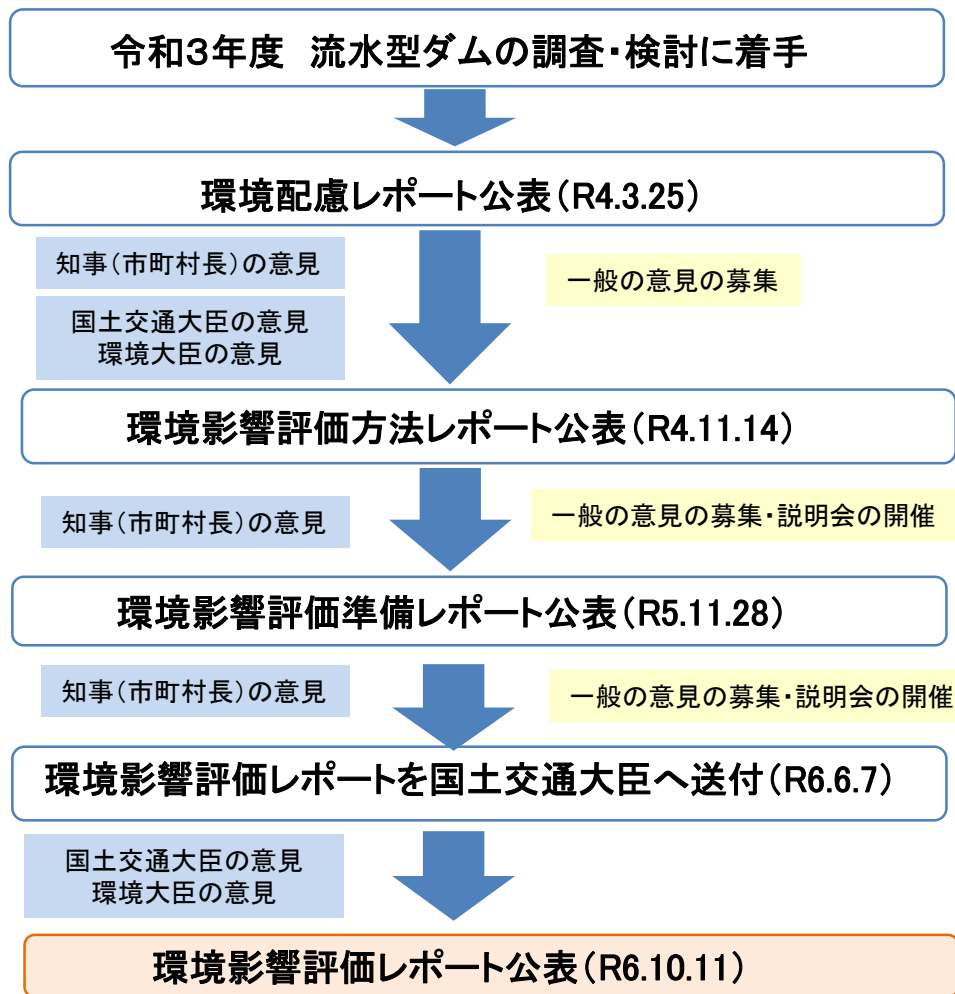 令和３年度　流水型ダムの調査・検討に着手
環境配慮レポート公表（R4.3.25）
知事（市町村長）の意見
一般の意見の募集
国土交通大臣の意見
環境大臣の意見
環境影響評価方法レポート公表（R4.11.14）
知事（市町村長）の意見
一般の意見の募集・説明会の開催
環境影響評価準備レポート公表（R5.11.28）
知事（市町村長）の意見
一般の意見の募集・説明会の開催
環境影響評価レポートを国土交通大臣へ送付（R6.6.7）
国土交通大臣の意見
環境大臣の意見
環境影響評価レポート公表（R6.10.11）